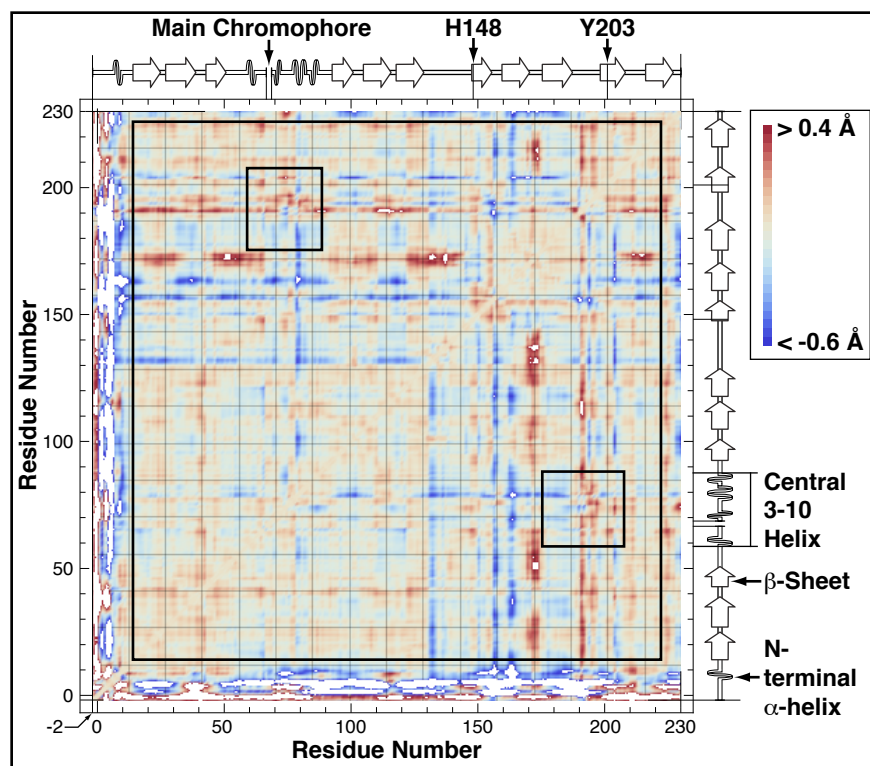 Main Chromophore H148 Y203
230
200
150
100
50
0
-2
Residue Number
0 50 100 150 200 230
Residue Number
> 0.4 Å
< -0.6 Å
Central
3-10
Helix
β-Sheet
N-
terminal
α-helix